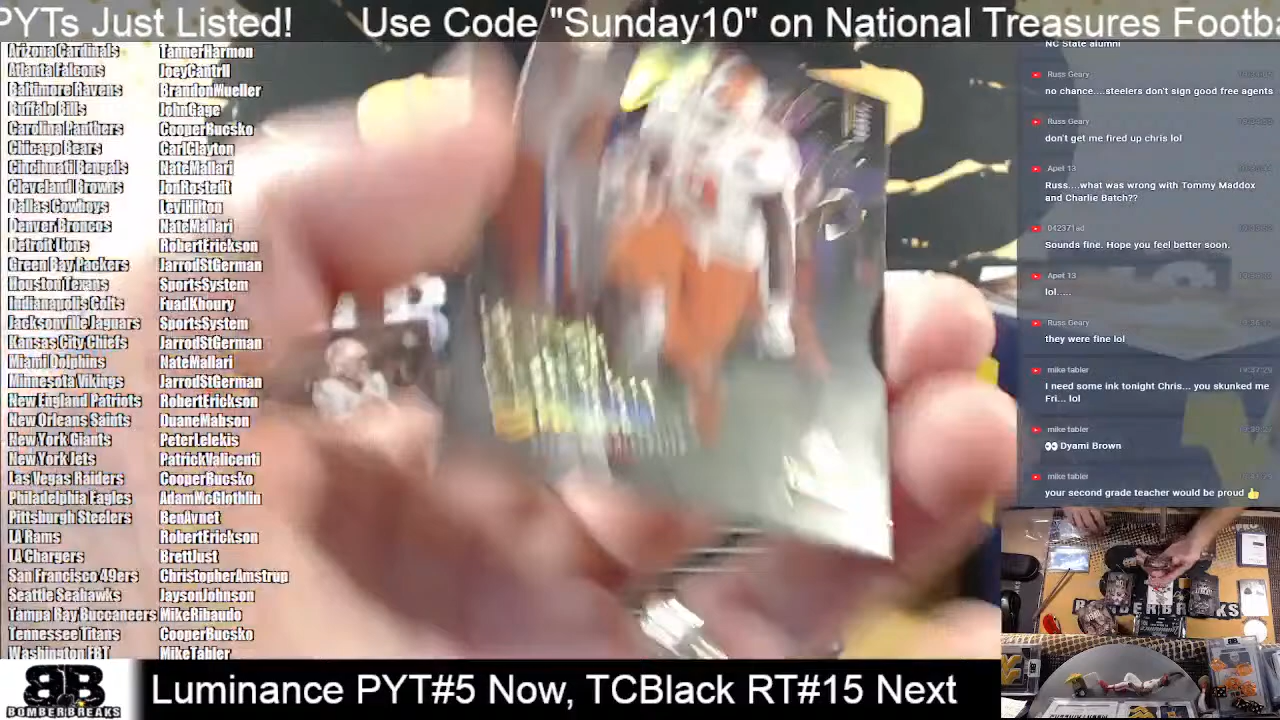 PYTs Just Listed! Use Code "Sunday10" on National Treasures Footba
Arizona Cardinals TannerHarmon
Atlanta Falcons JoeyCantrll
Baltimore Ravens BrandonMueller
Buffalo Bills JohnGage
Carolina Panthers CooperBucsko
Chicago Bears CarlClayton
Cincinnati Bengals NateMallari
Cleveland Browns JonRostedt
Dallas Cowboys LeviHilton
Denver Broncos NateMallari
Detroit Lions RobertErickson
Green Bay Packers JarrodStGerman
Houston Texans SportsSystem
Indianapolis Colts FuadKhoury
Jacksonville Jaguars SportsSystem
Kansas City Chiefs JarrodStGerman
Miami Dolphins NateMallari
Minnesota Vikings JarrodStGerman
New England Patriots RobertErickson
New Orleans Saints DuaneMabson
New York Giants PeterLelekis
New York Jets PatrickValicenti
Las Vegas Raiders CooperBucsko
Philadelphia Eagles AdamMcGlothlin
Pittsburgh Steelers BenAvnet
LA Rams RobertErickson
LA Chargers BrettJust
San Francisco 49ers ChristopherAmstrup
Seattle Seahawks JaysonJohnson
Tampa Bay Buccaneers MikeRibaudo
Tennessee Titans CooperBucsko
Washington FBT MikeTabler
NC State alumni
Russ Geary
no chance....steelers don't sign good free agents
Russ Geary
don't get me fired up chris lol
Apel 13
Russ....what was wrong with Tommy Maddox
and Charlie Batch??
Sounds fine. Hope you feel better soon.
Apel 13
lol.....
Russ Geary
they were fine lol
mike tabler
I need some ink tonight Chris... you skunked me
Fri... lol
mike tabler
👀 Dyami Brown
mike tabler
your second grade teacher would be proud 👍
BOMBERBREAKS
BB
BOMBERBREAKS
Luminance PYT#5 Now, TCBlack RT#15 Next